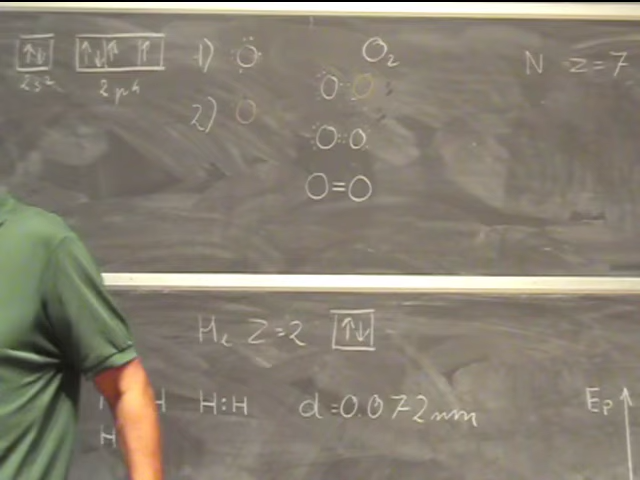 ↑↓ ↑↓ ↑ ↑ 1) O O₂ N Z=7
2s² 2p⁴ O O
2) O O O
O=O
He Z=2 ↑↓
H H:H d=0.072nm Ep
H